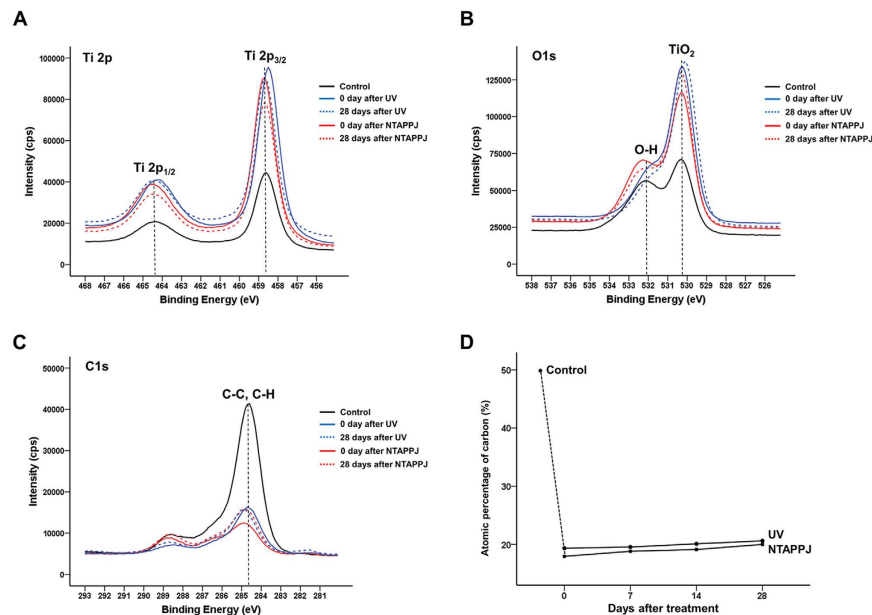 A
Ti 2p
Ti 2p3/2
Ti 2p1/2
Control
0 day after UV
28 days after UV
0 day after NTAPPJ
28 days after NTAPPJ
Intensity (cps)
100000
80000
60000
40000
20000
0
468 466 465 464 463 462 461 460 459 458 457 456
Binding Energy (eV)
B
O1s
TiO2
O-H
Control
0 day after UV
28 days after UV
0 day after NTAPPJ
28 days after NTAPPJ
Intensity (cps)
125000
100000
75000
50000
25000
0
538 537 536 535 534 533 532 531 530 529 528 527 526
Binding Energy (eV)
C
C1s
C-C, C-H
Control
0 day after UV
28 days after UV
0 day after NTAPPJ
28 days after NTAPPJ
Intensity (cps)
50000
40000
30000
20000
10000
0
293 292 291 290 289 288 287 286 285 284 283 282 281
Binding Energy (eV)
D
Control
UV
NTAPPJ
Atomic percentage of carbon (%)
50
40
30
20
0 7 14 28
Days after treatment